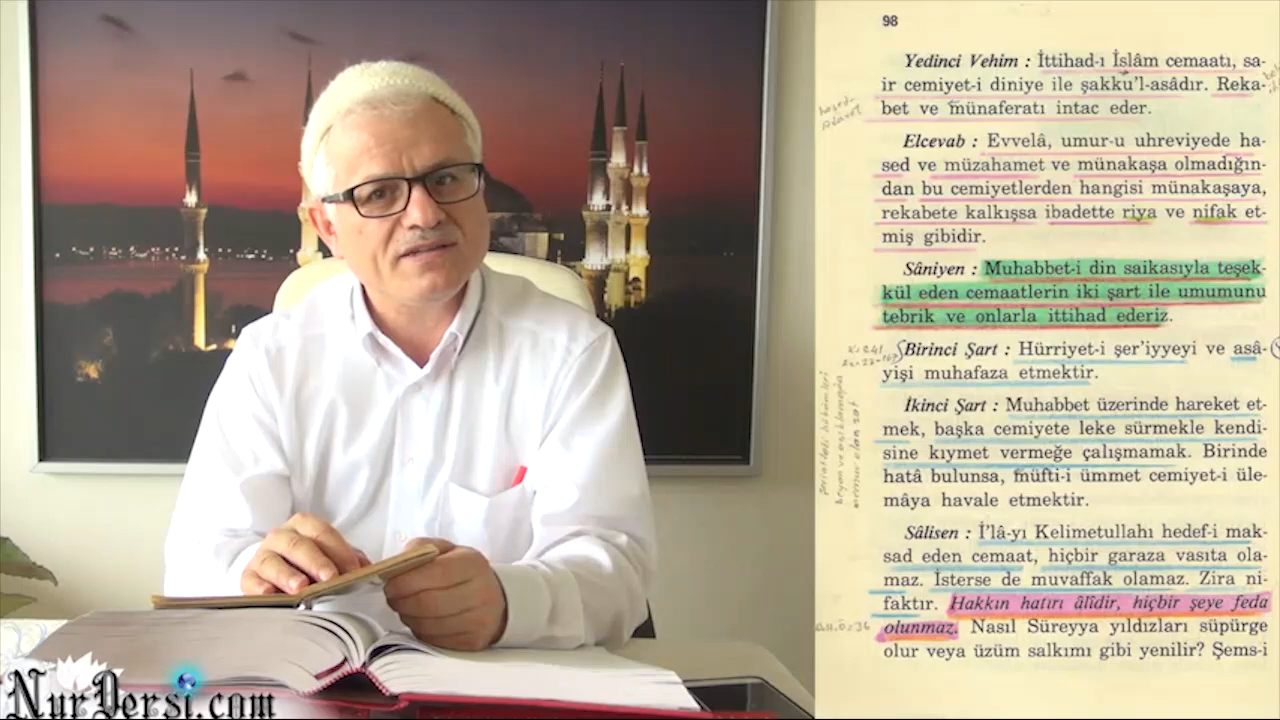 98
Yedinci Vehim : İttihad-ı İslâm cemaatı, sa-
ir cemiyet-i diniye ile şakku'l-asâdır. Reka-
bet ve münaferatı intac eder.
Elcevab : Evvelâ, umur-u uhreviyede ha-
sed ve müzahamet ve münakaşa olmadığın-
dan bu cemiyetlerden hangisi münakaşaya,
rekabete kalkışsa ibadette riya ve nifak et-
miş gibidir.
Sâniyen : Muhabbet-i din saikasıyla teşek-
kül eden cemaatlerin iki şart ile umumunu
tebrik ve onlarla ittihad ederiz.
Birinci Şart : Hürriyet-i şer'iyyeyi ve asâ-
yişi muhafaza etmektir.
İkinci Şart : Muhabbet üzerinde hareket et-
mek, başka cemiyete leke sürmekle kendi-
sine kıymet vermeğe çalışmamak. Birinde
hatâ bulunsa, müfti-i ümmet cemiyet-i üle-
mâya havale etmektir.
Sâlisen : İ'lâ-yı Kelimetullahı hedef-i mak-
sad eden cemaat, hiçbir garaza vasıta ola-
maz. İsterse de muvaffak olamaz. Zira ni-
faktır. Hakkın hatırı âlîdir, hiçbir şeye feda
olunmaz. Nasıl Süreyya yıldızları süpürge
olur veya üzüm salkımı gibi yenilir? Şems-i
NurDersi.com